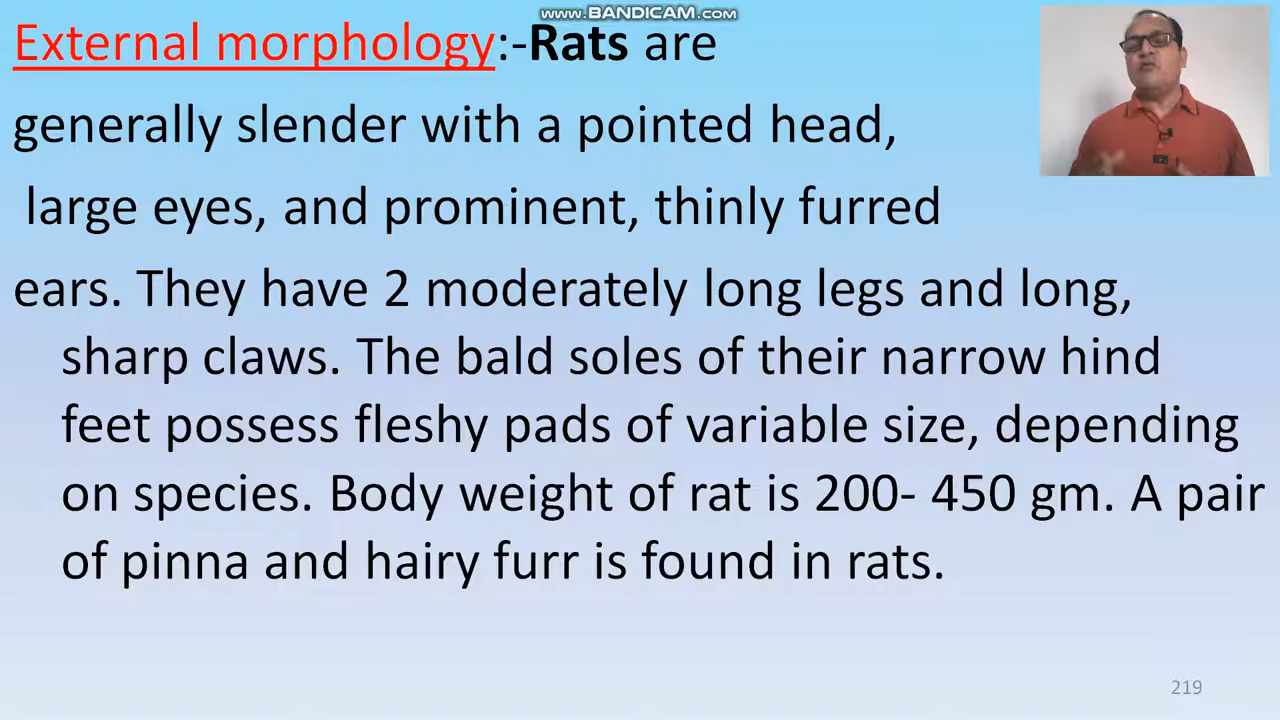 www.BANDICAM.com
External morphology:-Rats are
generally slender with a pointed head,
large eyes, and prominent, thinly furred
ears. They have 2 moderately long legs and long,
sharp claws. The bald soles of their narrow hind
feet possess fleshy pads of variable size, depending
on species. Body weight of rat is 200- 450 gm. A pair
of pinna and hairy furr is found in rats.
219